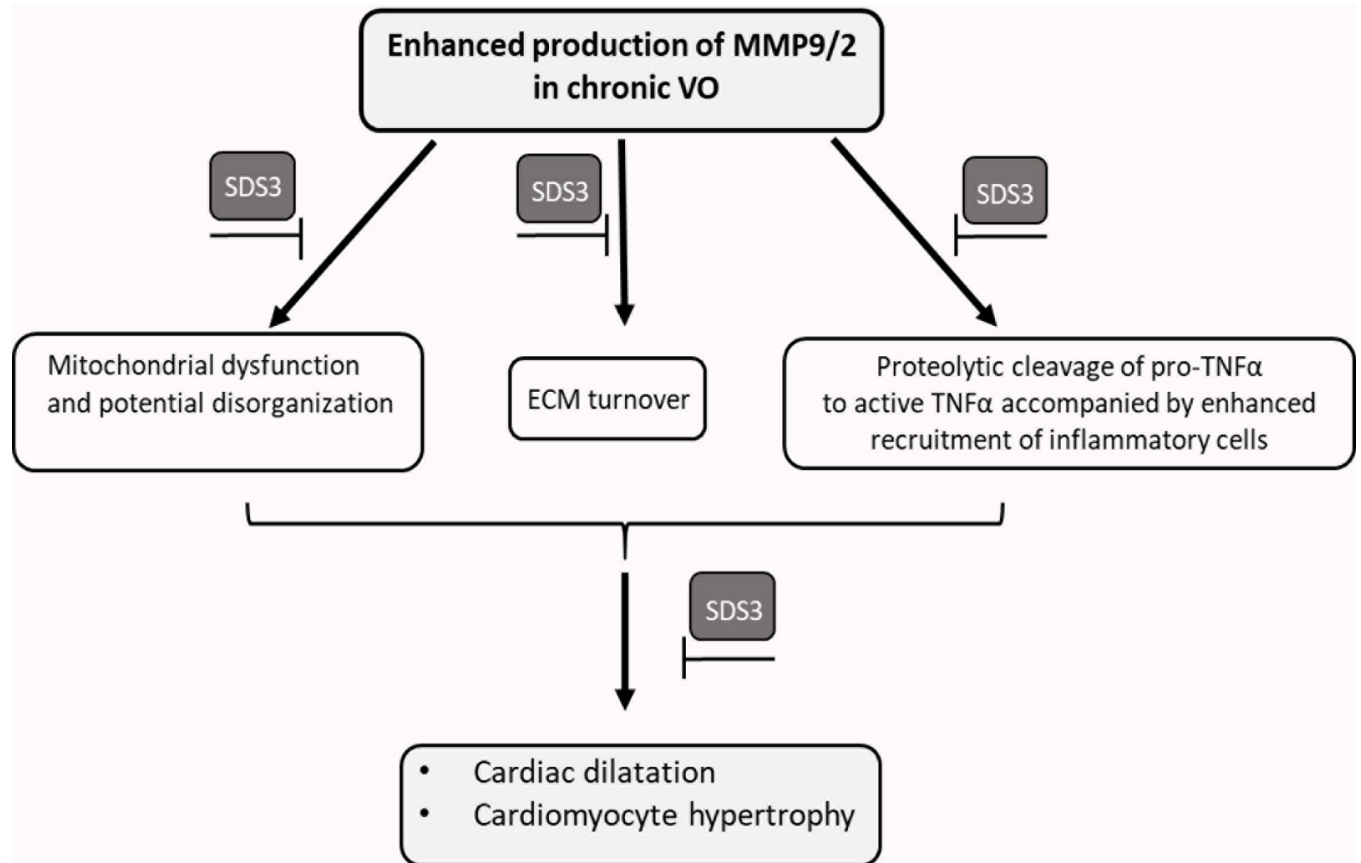 Enhanced production of MMP9/2
in chronic VO
SDS3
SDS3
SDS3
Mitochondrial dysfunction
and potential disorganization
ECM turnover
Proteolytic cleavage of pro-TNFα
to active TNFα accompanied by enhanced
recruitment of inflammatory cells
SDS3
• Cardiac dilatation
• Cardiomyocyte hypertrophy